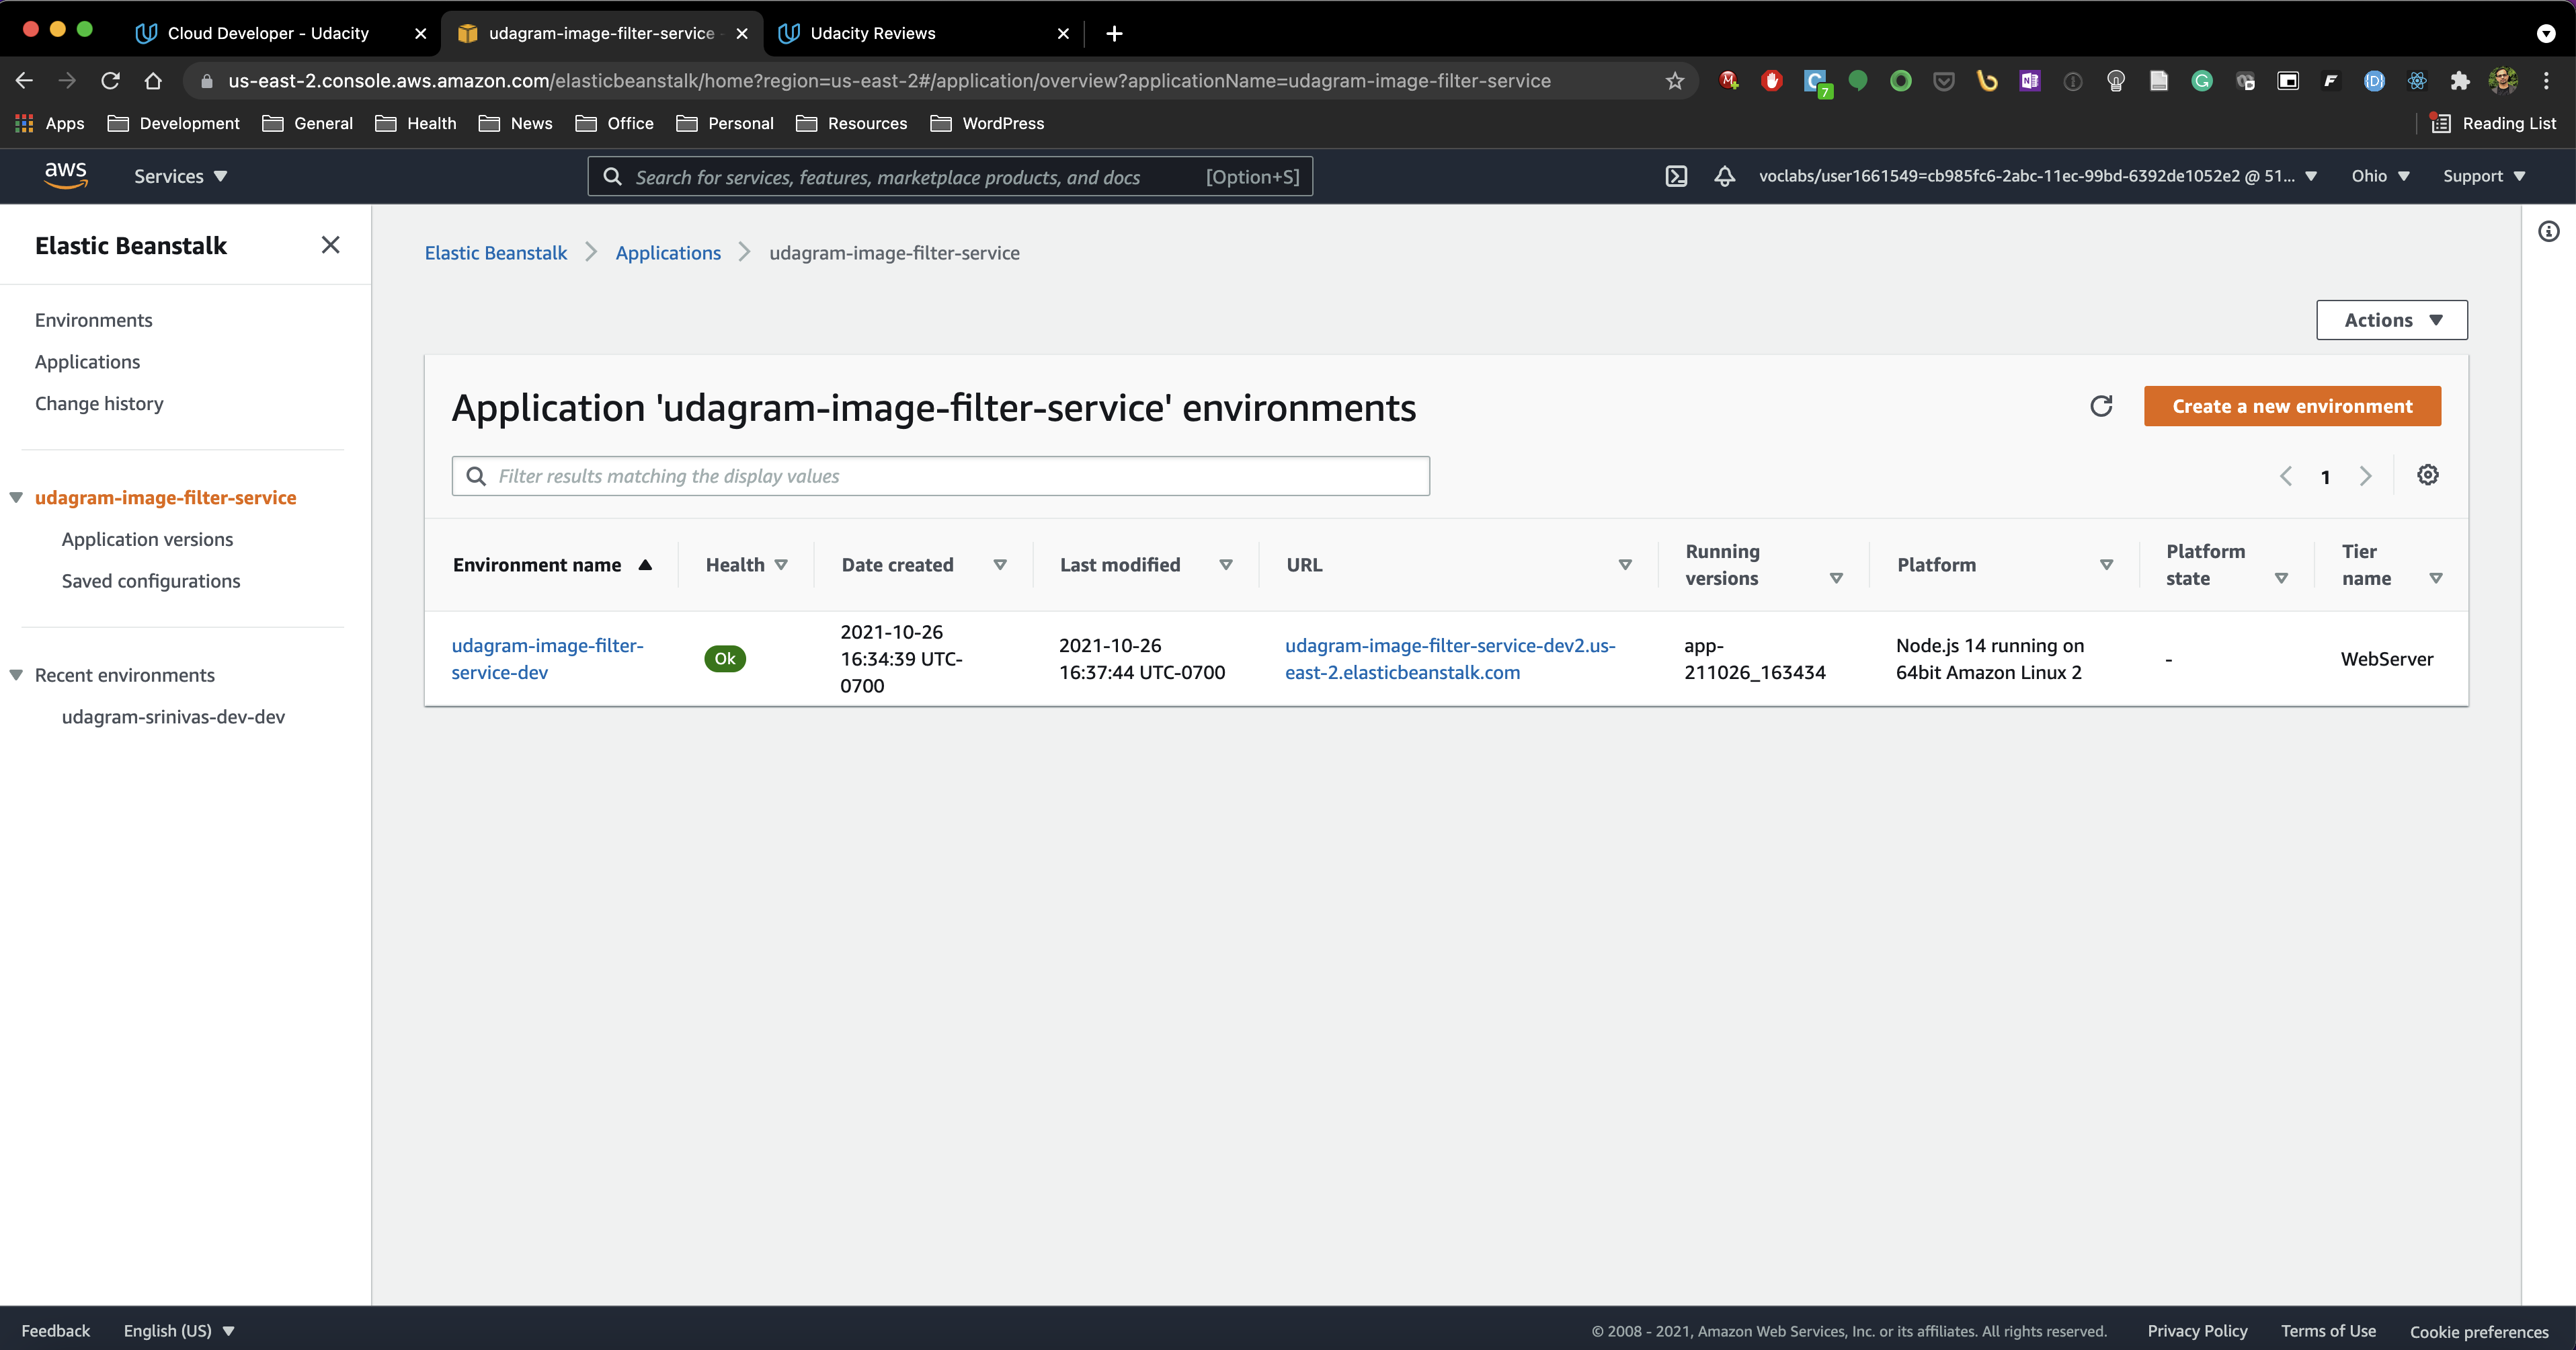 Cloud Developer - Udacity
udagram-image-filter-service
Udacity Reviews
us-east-2.console.aws.amazon.com/elasticbeanstalk/home?region=us-east-2#/application/overview?applicationName=udagram-image-filter-service
7
Apps
Development
General
Health
News
Office
Personal
Resources
WordPress
Reading List
aws
Services
Search for services, features, marketplace products, and docs
[Option+S]
voclabs/user1661549=cb985fc6-2abc-11ec-99bd-6392de1052e2 @ 51...
Ohio
Support
Elastic Beanstalk
Environments
Applications
Change history
udagram-image-filter-service
Application versions
Saved configurations
Recent environments
udagram-srinivas-dev-dev
Elastic Beanstalk
Applications
udagram-image-filter-service
Actions
Application 'udagram-image-filter-service' environments
Create a new environment
Filter results matching the display values
1
Environment name
Health
Date created
Last modified
URL
Running
versions
Platform
Platform
state
Tier
name
udagram-image-filter-
service-dev
Ok
2021-10-26
16:34:39 UTC-
0700
2021-10-26
16:37:44 UTC-0700
udagram-image-filter-service-dev2.us-
east-2.elasticbeanstalk.com
app-
211026_163434
Node.js 14 running on
64bit Amazon Linux 2
-
WebServer
Feedback
English (US)
© 2008 - 2021, Amazon Web Services, Inc. or its affiliates. All rights reserved.
Privacy Policy
Terms of Use
Cookie preferences